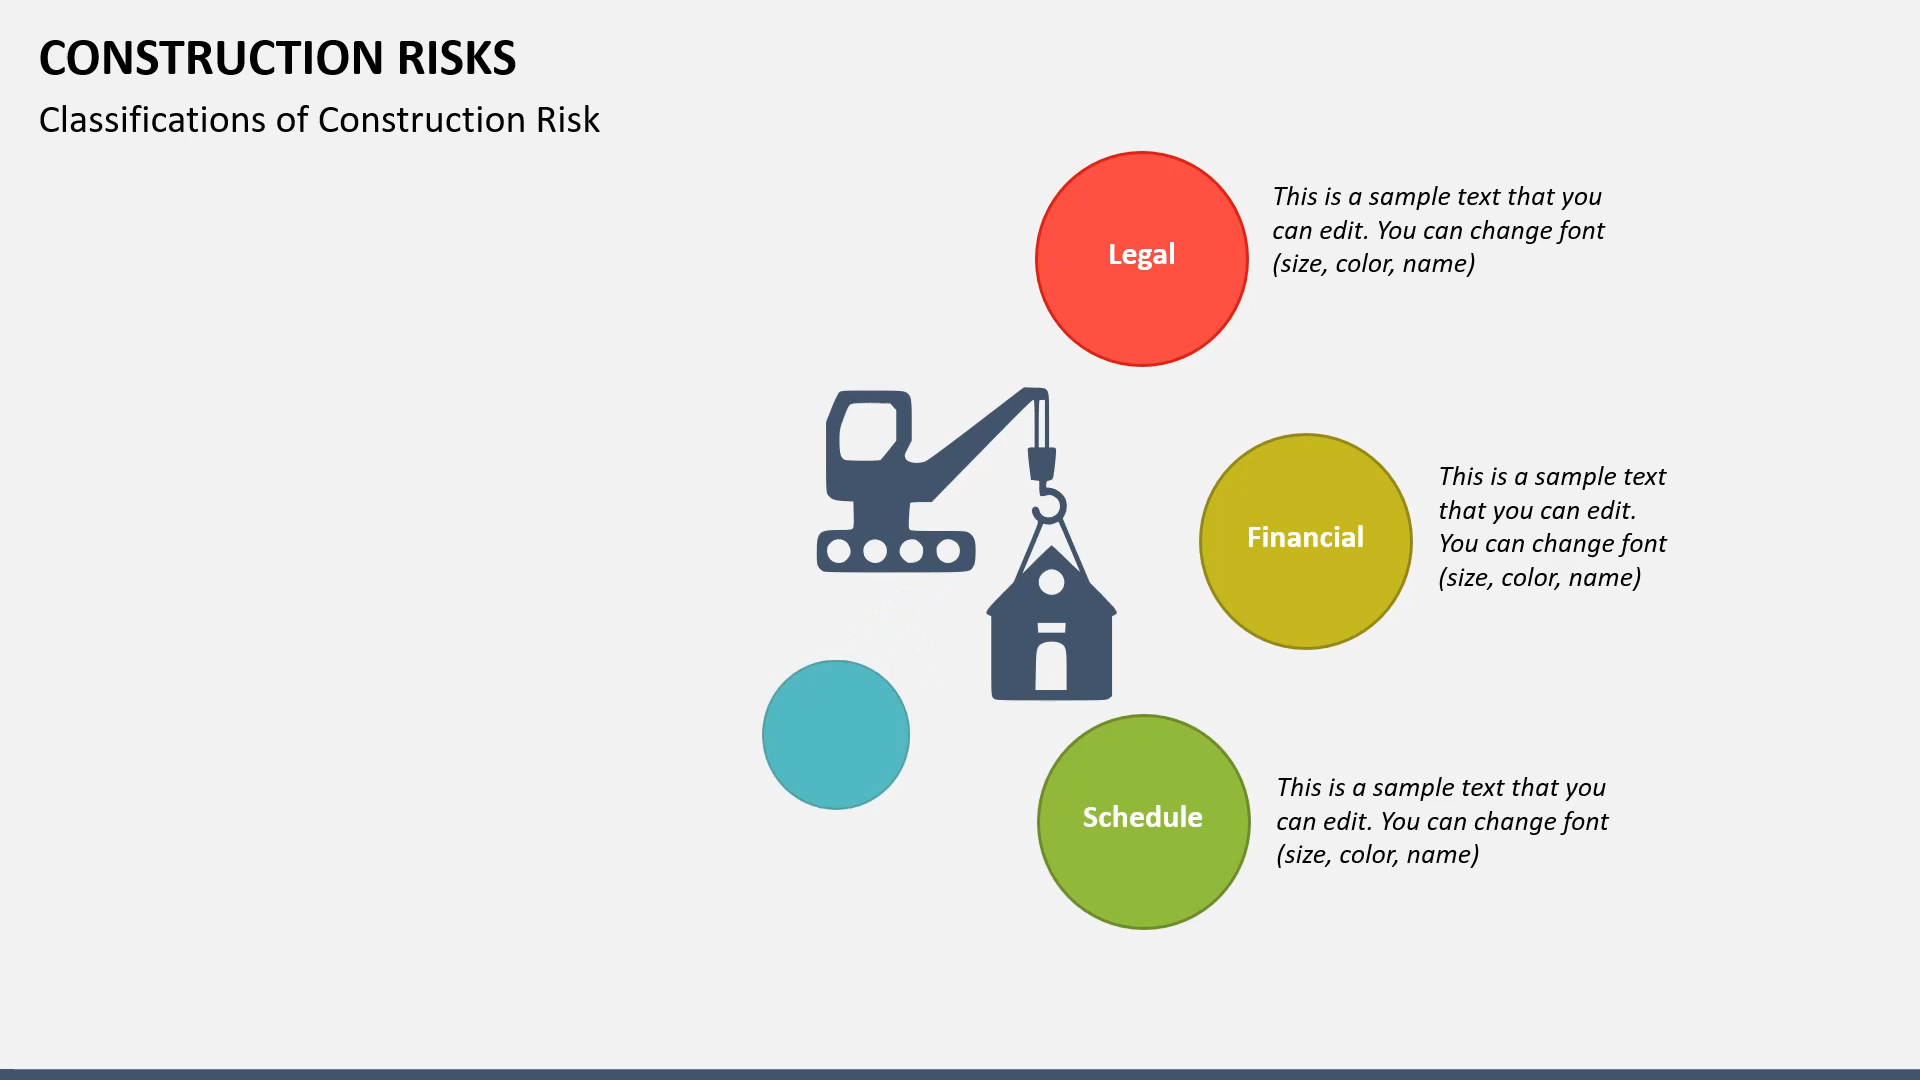 CONSTRUCTION RISKS
Classifications of Construction Risk
Legal
This is a sample text that you
can edit. You can change font
(size, color, name)
Financial
This is a sample text
that you can edit.
You can change font
(size, color, name)
Schedule
This is a sample text that you
can edit. You can change font
(size, color, name)